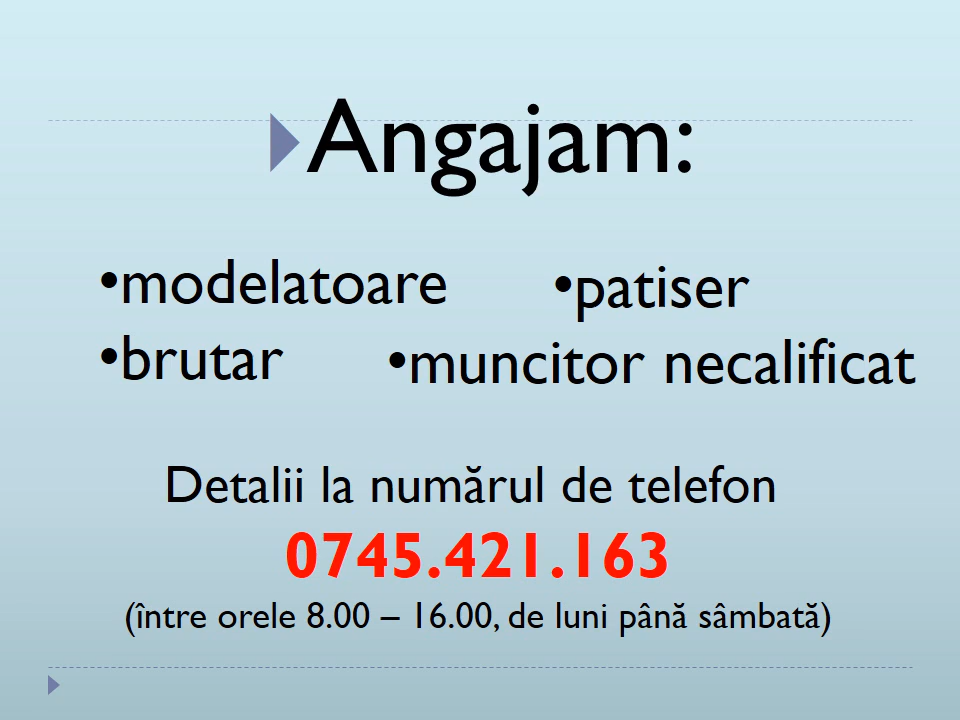 Angajam:
•modelatoare
•patiser
•brutar
•muncitor necalificat
Detalii la numărul de telefon
0745.421.163
(între orele 8.00 – 16.00, de luni până sâmbată)